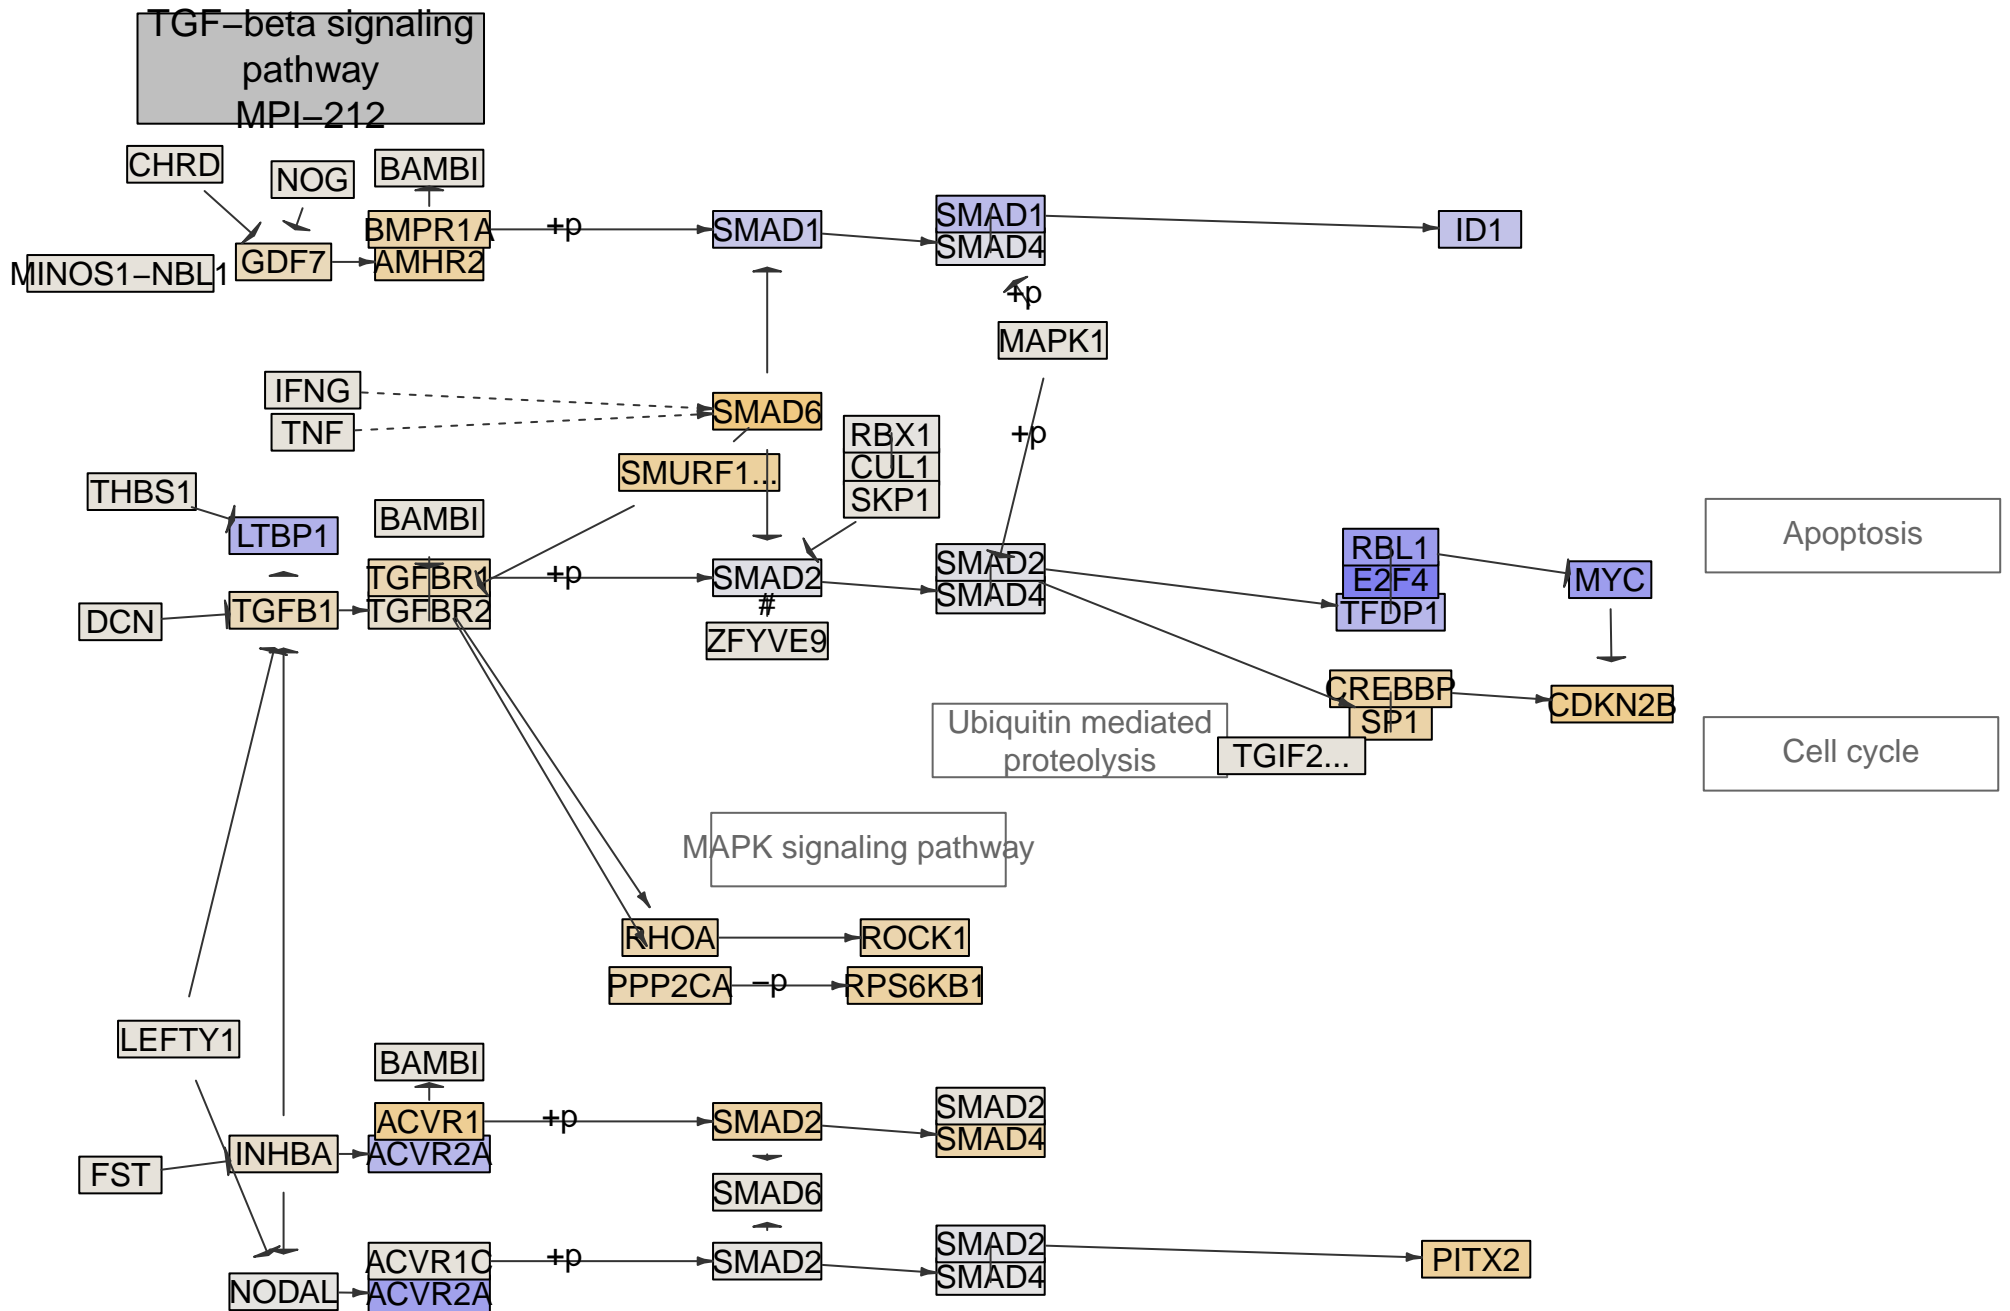 TGF−beta signaling
pathway
MPI−212
CHRD
NOG
BAMBI
BMPR1A
+p
SMAD1
SMAD1
ID1
MINOS1−NBL1
GDF7
AMHR2
SMAD4
+p
MAPK1
IFNG
TNF
SMAD6
RBX1
+p
SMURF1...
CUL1
THBS1
SKP1
LTBP1
BAMBI
RBL1
Apoptosis
TGFBR1
+p
SMAD2
SMAD2
E2F4
MYC
DCN
TGFB1
TGFBR2
#
SMAD4
TFDP1
ZFYVE9
CREBBP
CDKN2B
Ubiquitin mediated
proteolysis
SP1
TGIF2...
Cell cycle
MAPK signaling pathway
RHOA
ROCK1
PPP2CA
−p
RPS6KB1
LEFTY1
BAMBI
ACVR1
+p
SMAD2
SMAD2
SMAD4
FST
INHBA
ACVR2A
SMAD6
ACVR1C
+p
SMAD2
SMAD2
PITX2
NODAL
ACVR2A
SMAD4